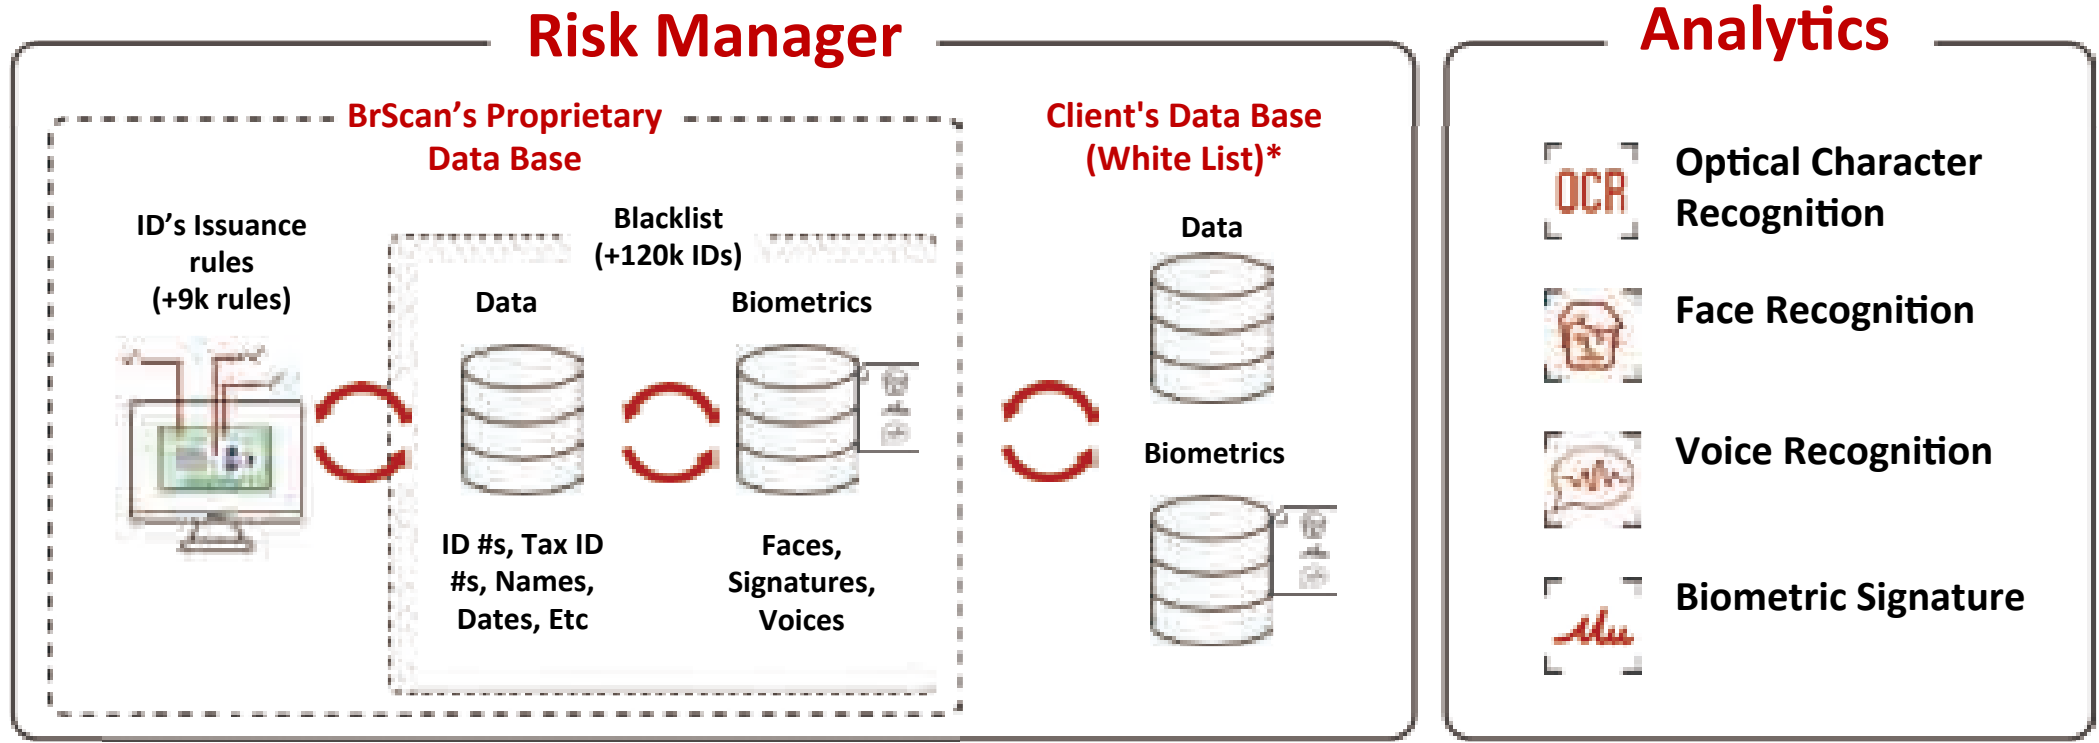 Risk Manager
BrScan’s Proprietary
Data Base
ID’s Issuance
rules
(+9k rules)
Blacklist
(+120k IDs)
Data
ID #s, Tax ID
#s, Names,
Dates, Etc
Biometrics
Faces,
Signatures,
Voices
Client's Data Base
(White List)*
Data
Biometrics
Analytics
OCR
Optical Character
Recognition
Face Recognition
Voice Recognition
Biometric Signature